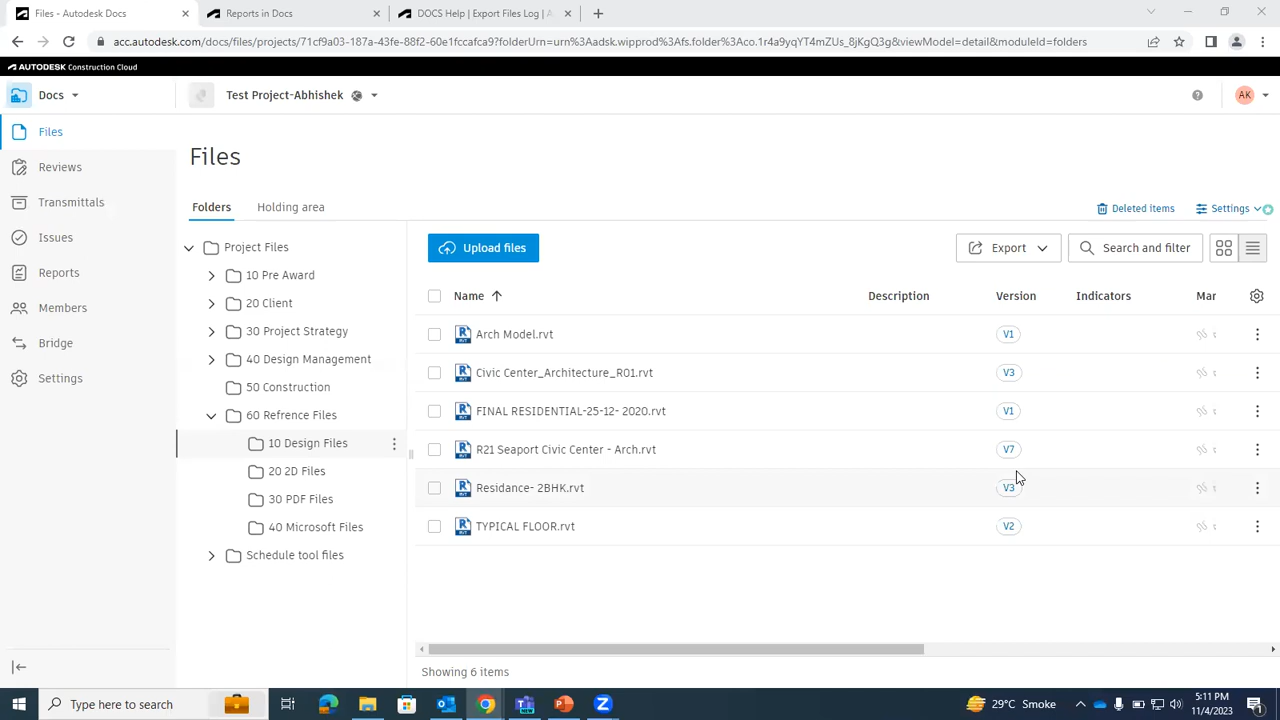 Files - Autodesk Docs
Reports in Docs
DOCS Help | Export Files Log | A
acc.autodesk.com/docs/files/projects/71cf9a03-187a-43fe-88f2-60e1fccafca9?folderUrn=urn%3Aadsk.wipprod%3Afs.folder%3Aco.1r4a9yqYT4mZUs_8jKgQ3g&viewModel=detail&moduleId=folders
AUTODESK Construction Cloud
Docs
Test Project-Abhishek
AK
Files
Reviews
Transmittals
Issues
Reports
Members
Bridge
Settings
Files
Folders
Holding area
Deleted items
Settings
Project Files
10 Pre Award
20 Client
30 Project Strategy
40 Design Management
50 Construction
60 Refrence Files
10 Design Files
20 2D Files
30 PDF Files
40 Microsoft Files
Schedule tool files
Upload files
Export
Search and filter
Name Description Version Indicators Mar
Arch Model.rvt V1
Civic Center_Architecture_R01.rvt V3
FINAL RESIDENTIAL-25-12- 2020.rvt V1
R21 Seaport Civic Center - Arch.rvt V7
Residance- 2BHK.rvt V3
TYPICAL FLOOR.rvt V2
Showing 6 items
Type here to search
29°C Smoke
5:11 PM
11/4/2023